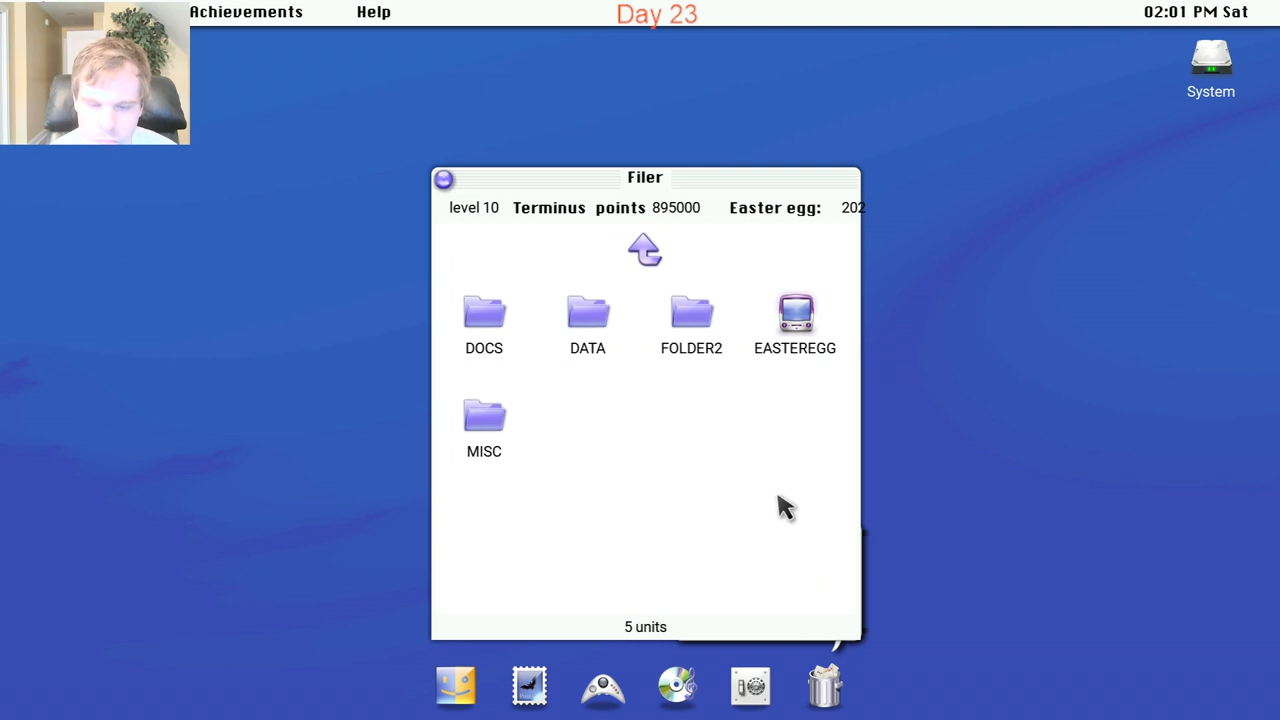 Achievements Help Day 23 02:01 PM Sat
System
Filer
level 10 Terminus points 895000 Easter egg: 202
DOCS DATA FOLDER2 EASTEREGG
MISC
5 units